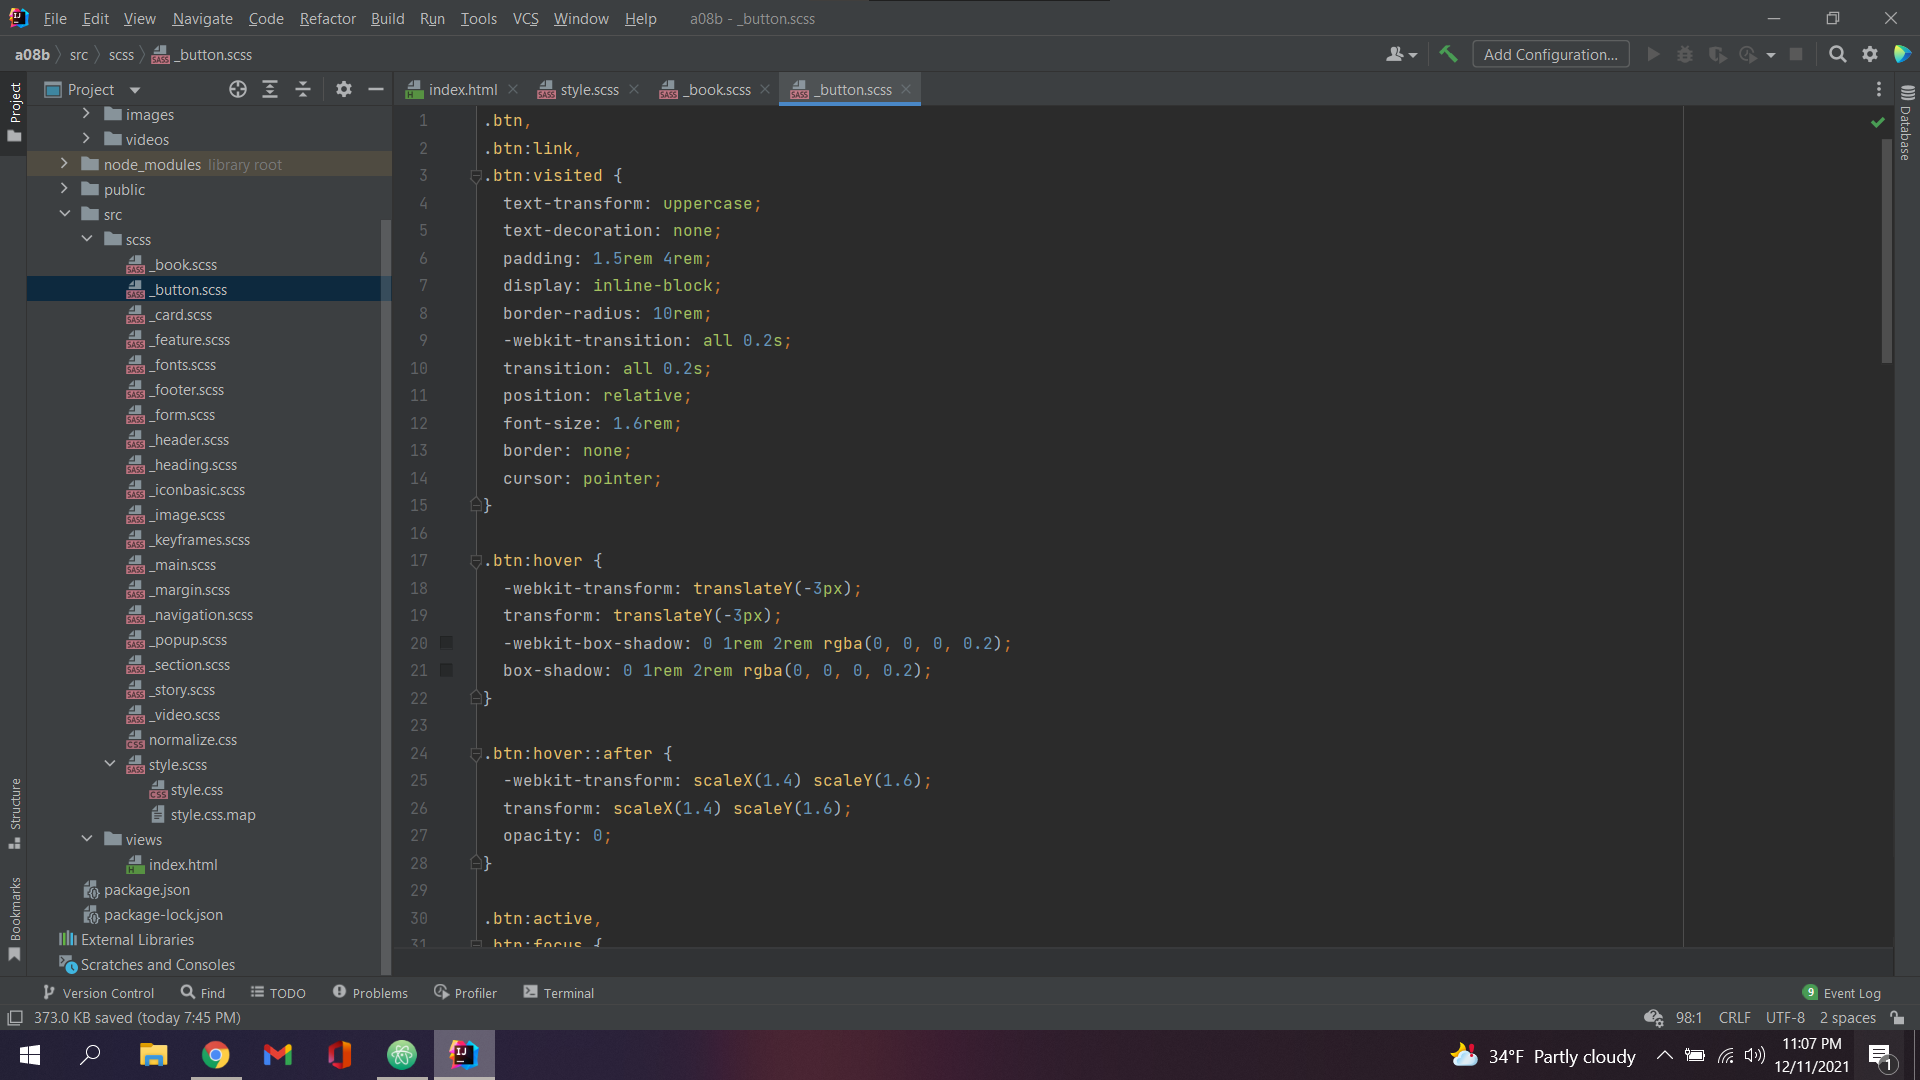 File Edit View Navigate Code Refactor Build Run Tools VCS Window Help a08b - _button.scss
a08b src scss _button.scss
Add Configuration...
Project
index.html style.scss _book.scss _button.scss
Project
Structure
Bookmarks
Database
images
videos
node_modules library root
public
src
scss
_book.scss
_button.scss
_card.scss
_feature.scss
_fonts.scss
_footer.scss
_form.scss
_header.scss
_heading.scss
_iconbasic.scss
_image.scss
_keyframes.scss
_main.scss
_margin.scss
_navigation.scss
_popup.scss
_section.scss
_story.scss
_video.scss
normalize.css
style.scss
style.css
style.css.map
views
index.html
package.json
package-lock.json
External Libraries
Scratches and Consoles
1 .btn,
2 .btn:link,
3 .btn:visited {
4 text-transform: uppercase;
5 text-decoration: none;
6 padding: 1.5rem 4rem;
7 display: inline-block;
8 border-radius: 10rem;
9 -webkit-transition: all 0.2s;
10 transition: all 0.2s;
11 position: relative;
12 font-size: 1.6rem;
13 border: none;
14 cursor: pointer;
15 }
16
17 .btn:hover {
18 -webkit-transform: translateY(-3px);
19 transform: translateY(-3px);
20 -webkit-box-shadow: 0 1rem 2rem rgba(0, 0, 0, 0.2);
21 box-shadow: 0 1rem 2rem rgba(0, 0, 0, 0.2);
22 }
23
24 .btn:hover::after {
25 -webkit-transform: scaleX(1.4) scaleY(1.6);
26 transform: scaleX(1.4) scaleY(1.6);
27 opacity: 0;
28 }
29
30 .btn:active,
31 .btn:focus {
Version Control Find TODO Problems Profiler Terminal 9 Event Log
373.0 KB saved (today 7:45 PM) 98:1 CRLF UTF-8 2 spaces
34°F Partly cloudy
11:07 PM
12/11/2021
1